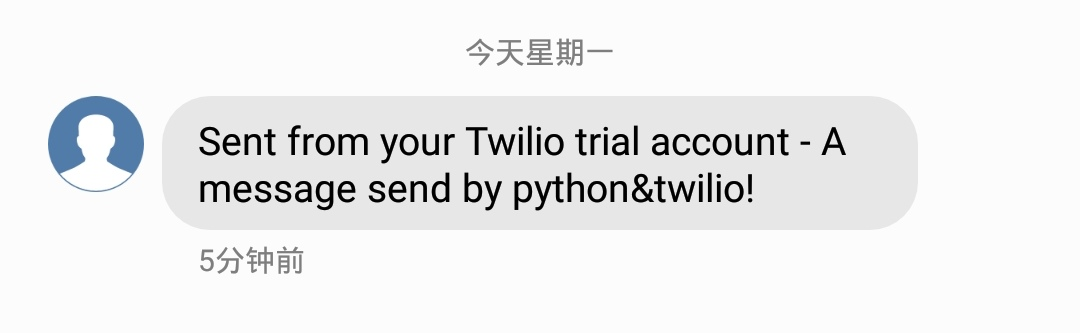 今天星期一
Sent from your Twilio trial account - A
message send by python&twilio!
5分钟前